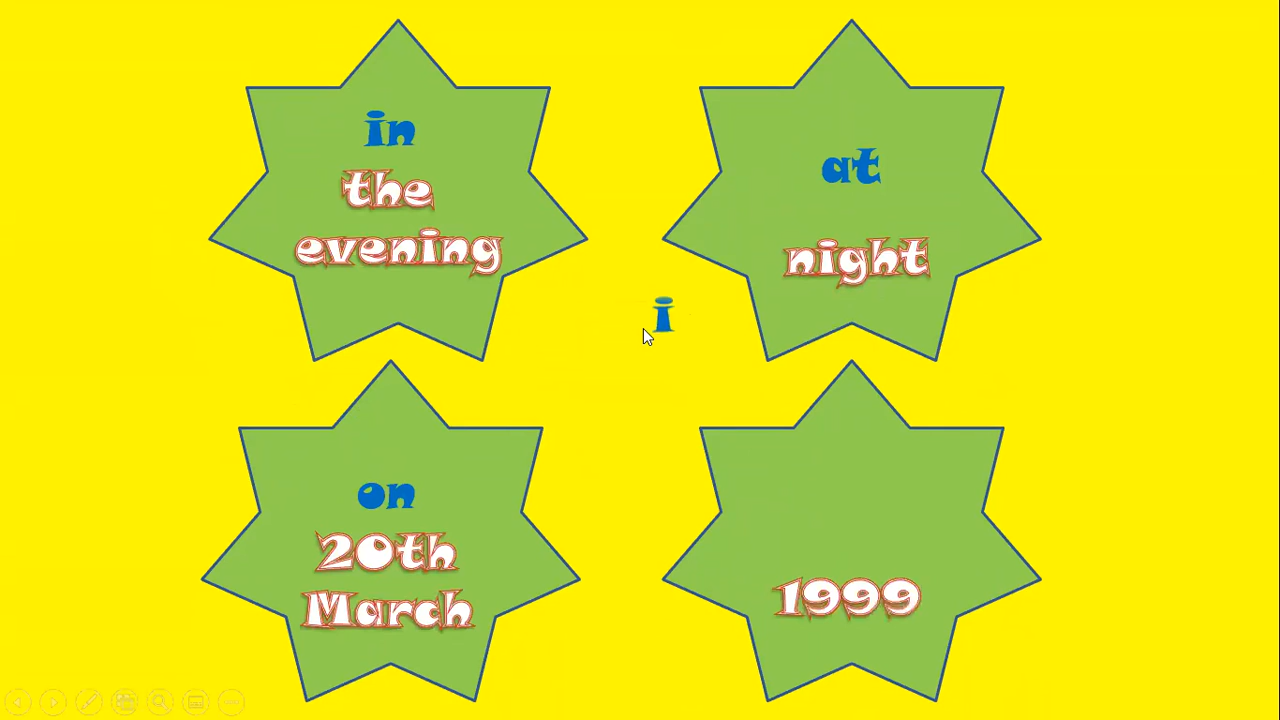 in
the
evening
at
night
i
on
20th
March
1999